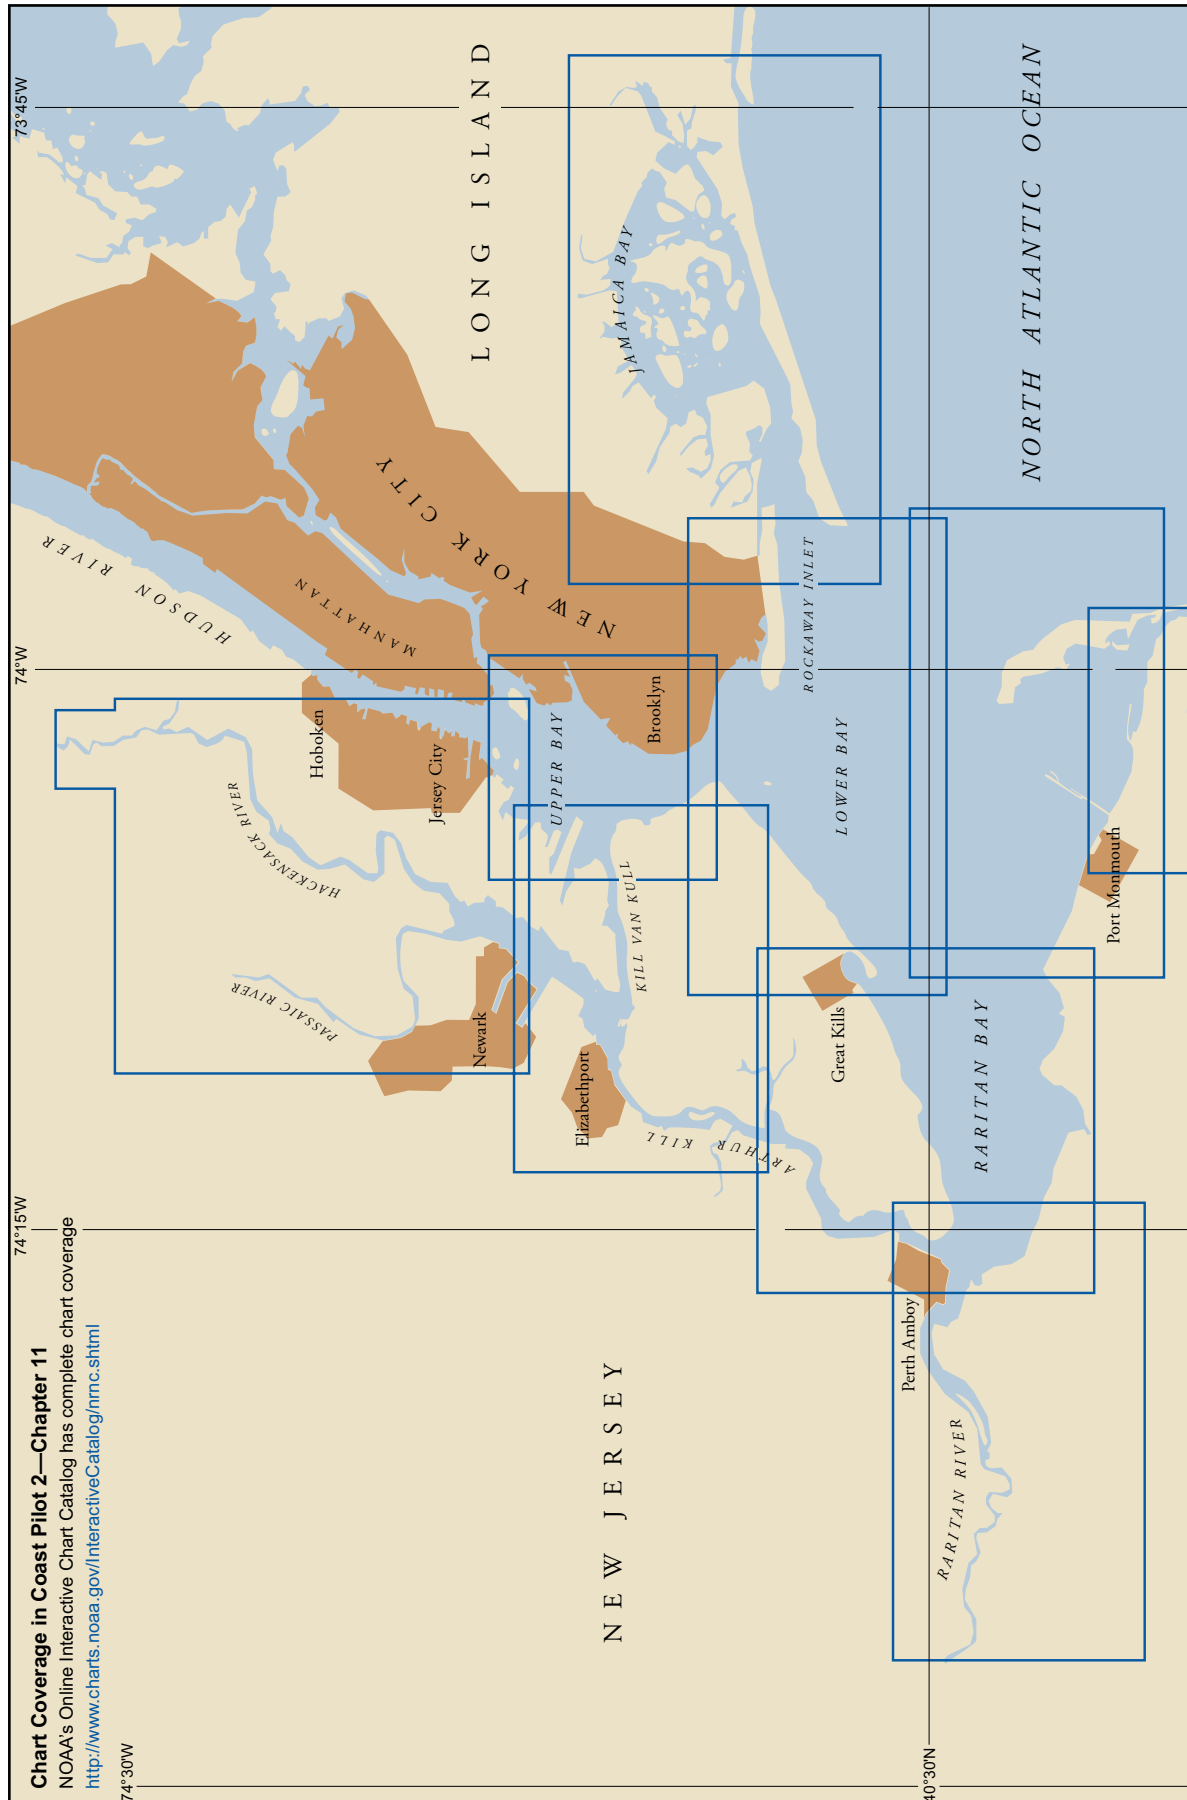 Chart Coverage in Coast Pilot 2—Chapter 11
NOAA's Online Interactive Chart Catalog has complete chart coverage
http://www.charts.noaa.gov/InteractiveCatalog/nrnc.shtml
74°30'W
74°15'W
74°W
73°45'W
40°30'N
HUDSON RIVER
MANHATTAN
NEW YORK CITY
LONG ISLAND
Hoboken
Jersey City
HACKENSACK RIVER
PASSAIC RIVER
Newark
Elizabethport
UPPER BAY
Brooklyn
KILL VAN KULL
JAMAICA BAY
ROCKAWAY INLET
LOWER BAY
NORTH ATLANTIC OCEAN
NEW JERSEY
ARTHUR KILL
Great Kills
Perth Amboy
RARITAN RIVER
RARITAN BAY
Port Monmouth